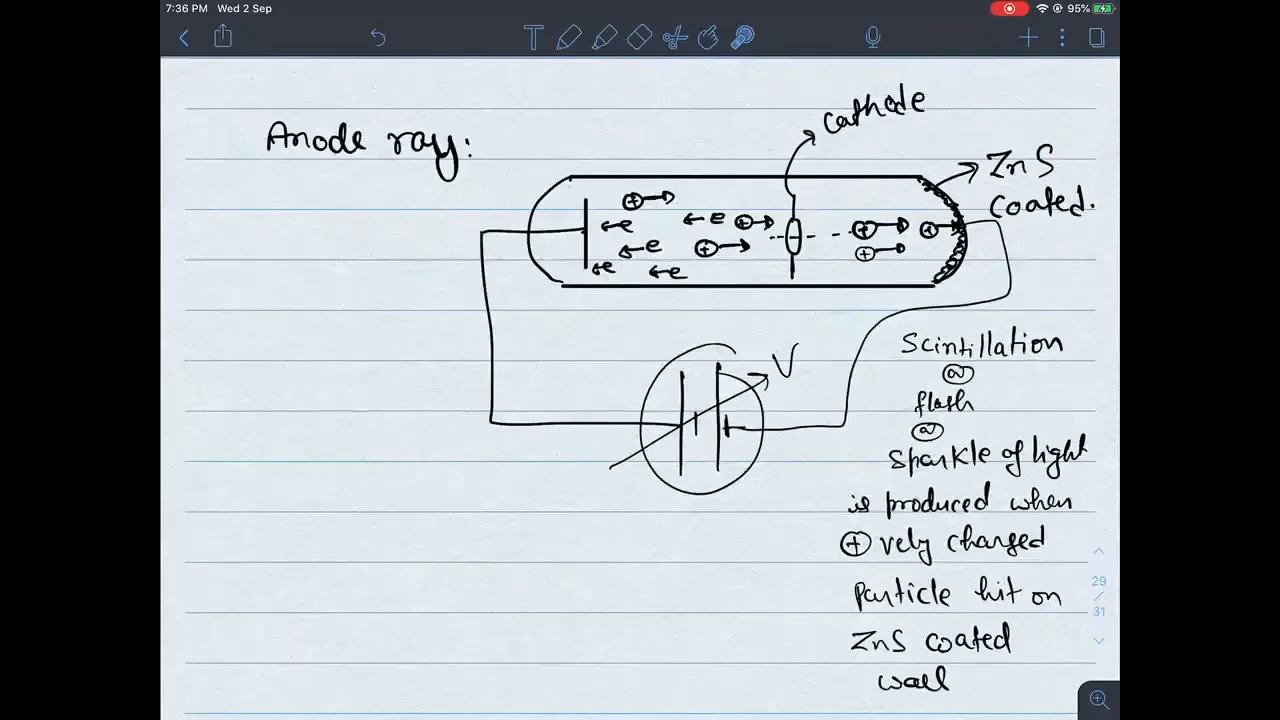 7:36 PM Wed 2 Sep
95%
T
Anode ray:
Cathode
ZnS
coated.
+ e e + + + +
e + +
e e
V
Scintillation
or
flash
or
Sparkle of light
is produced when
+ vely charged
particle hit on
ZnS coated
wall
29
/
31